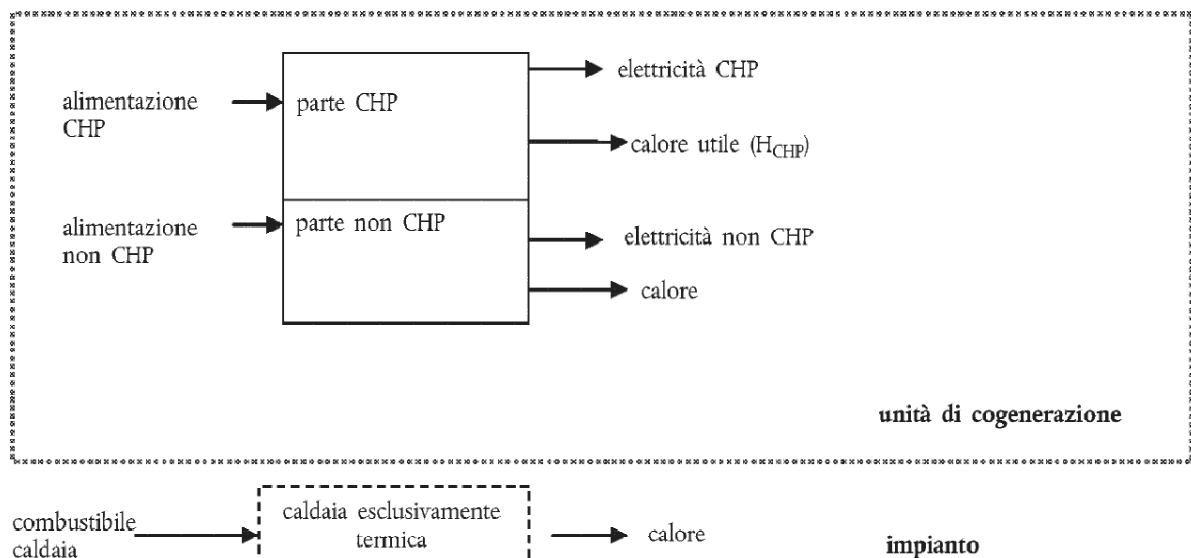 elettricità CHP
alimentazione
CHP
parte CHP
calore utile (HCHP)
alimentazione
non CHP
parte non CHP
elettricità non CHP
calore
unità di cogenerazione
combustibile
caldaia
caldaia esclusivamente
termica
calore
impianto